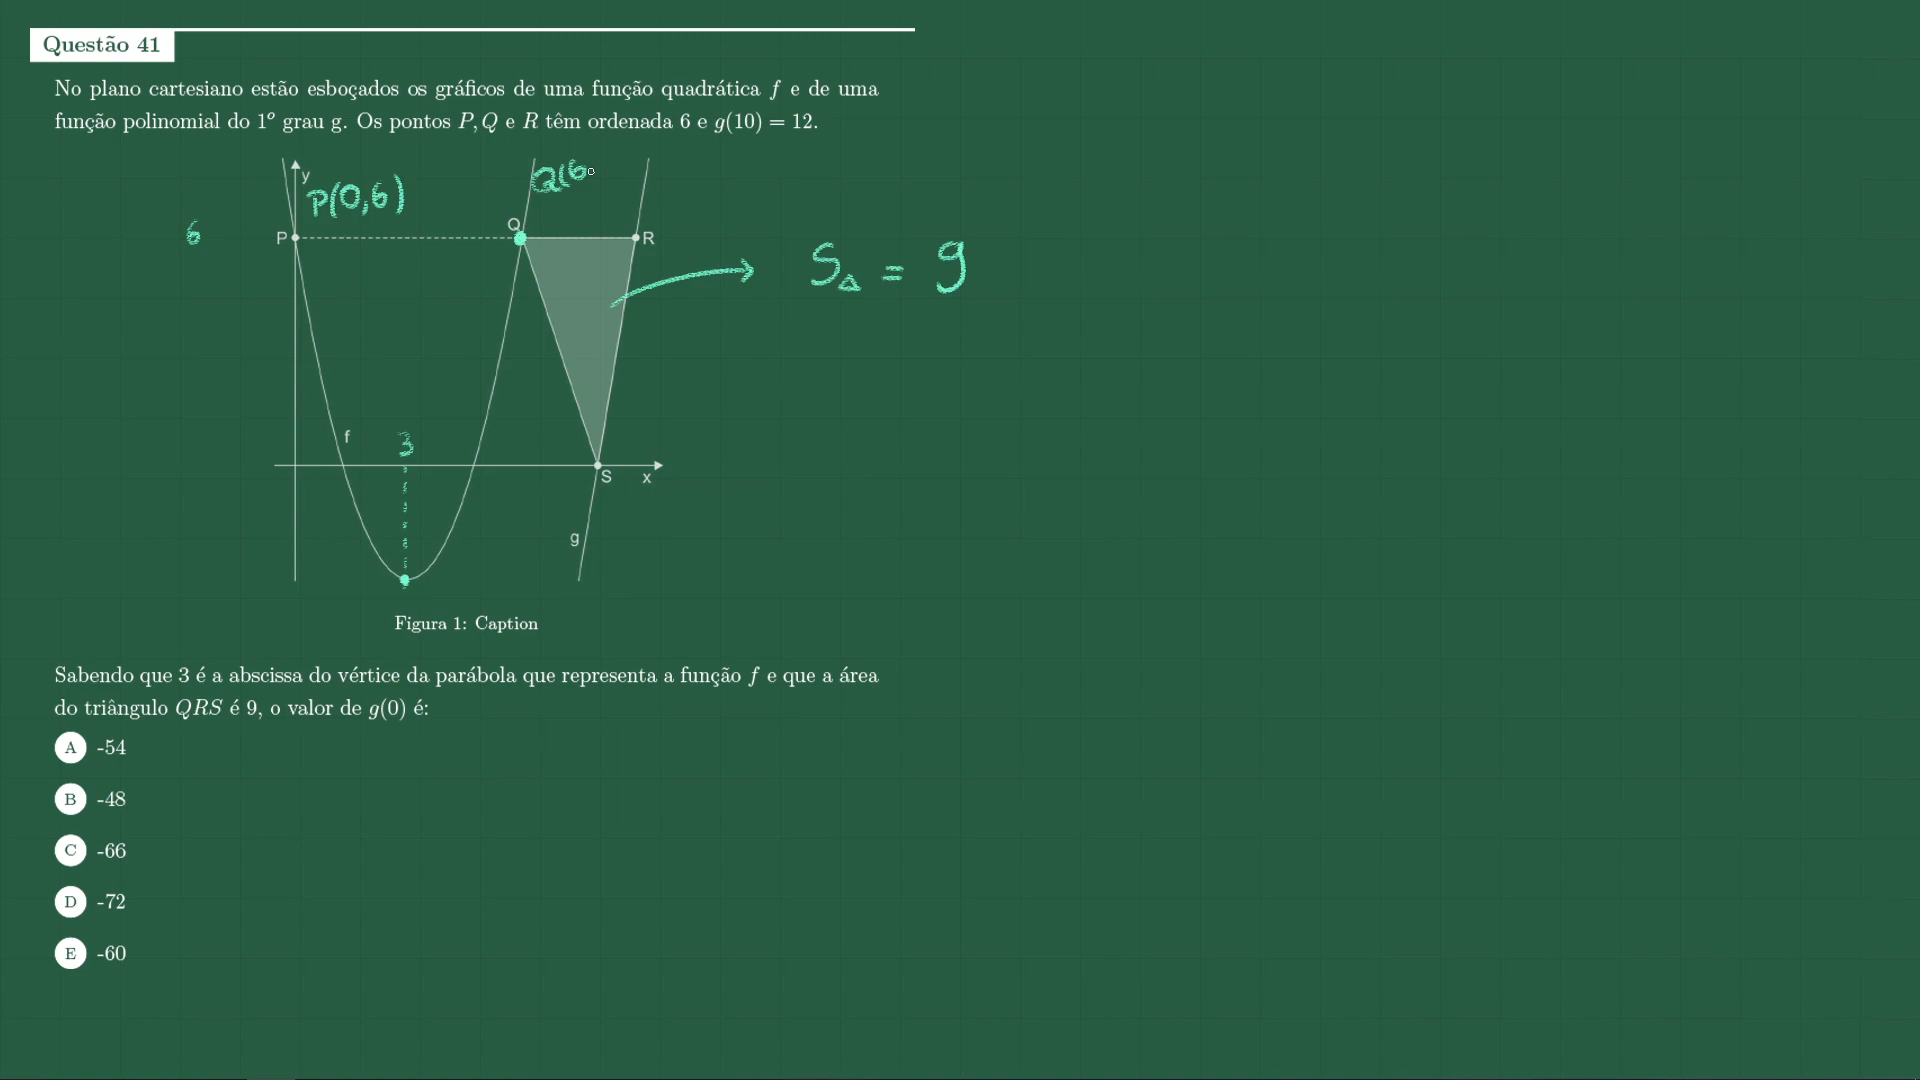 Questão 41
No plano cartesiano estão esboçados os gráficos de uma função quadrática f e de uma
função polinomial do 1º grau g. Os pontos P, Q e R têm ordenada 6 e g(10) = 12.
y
P(0,6)
Q(6
6
P
Q
R
S△ = 9
f
3
S
x
g
Figura 1: Caption
Sabendo que 3 é a abscissa do vértice da parábola que representa a função f e que a área
do triângulo QRS é 9, o valor de g(0) é:
A -54
B -48
C -66
D -72
E -60